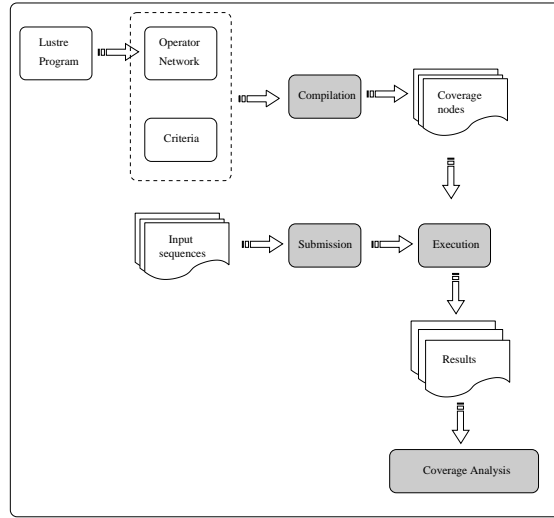 Lustre
Program
Operator
Network
Criteria
Compilation
Coverage
nodes
Input
sequences
Submission
Execution
Results
Coverage Analysis